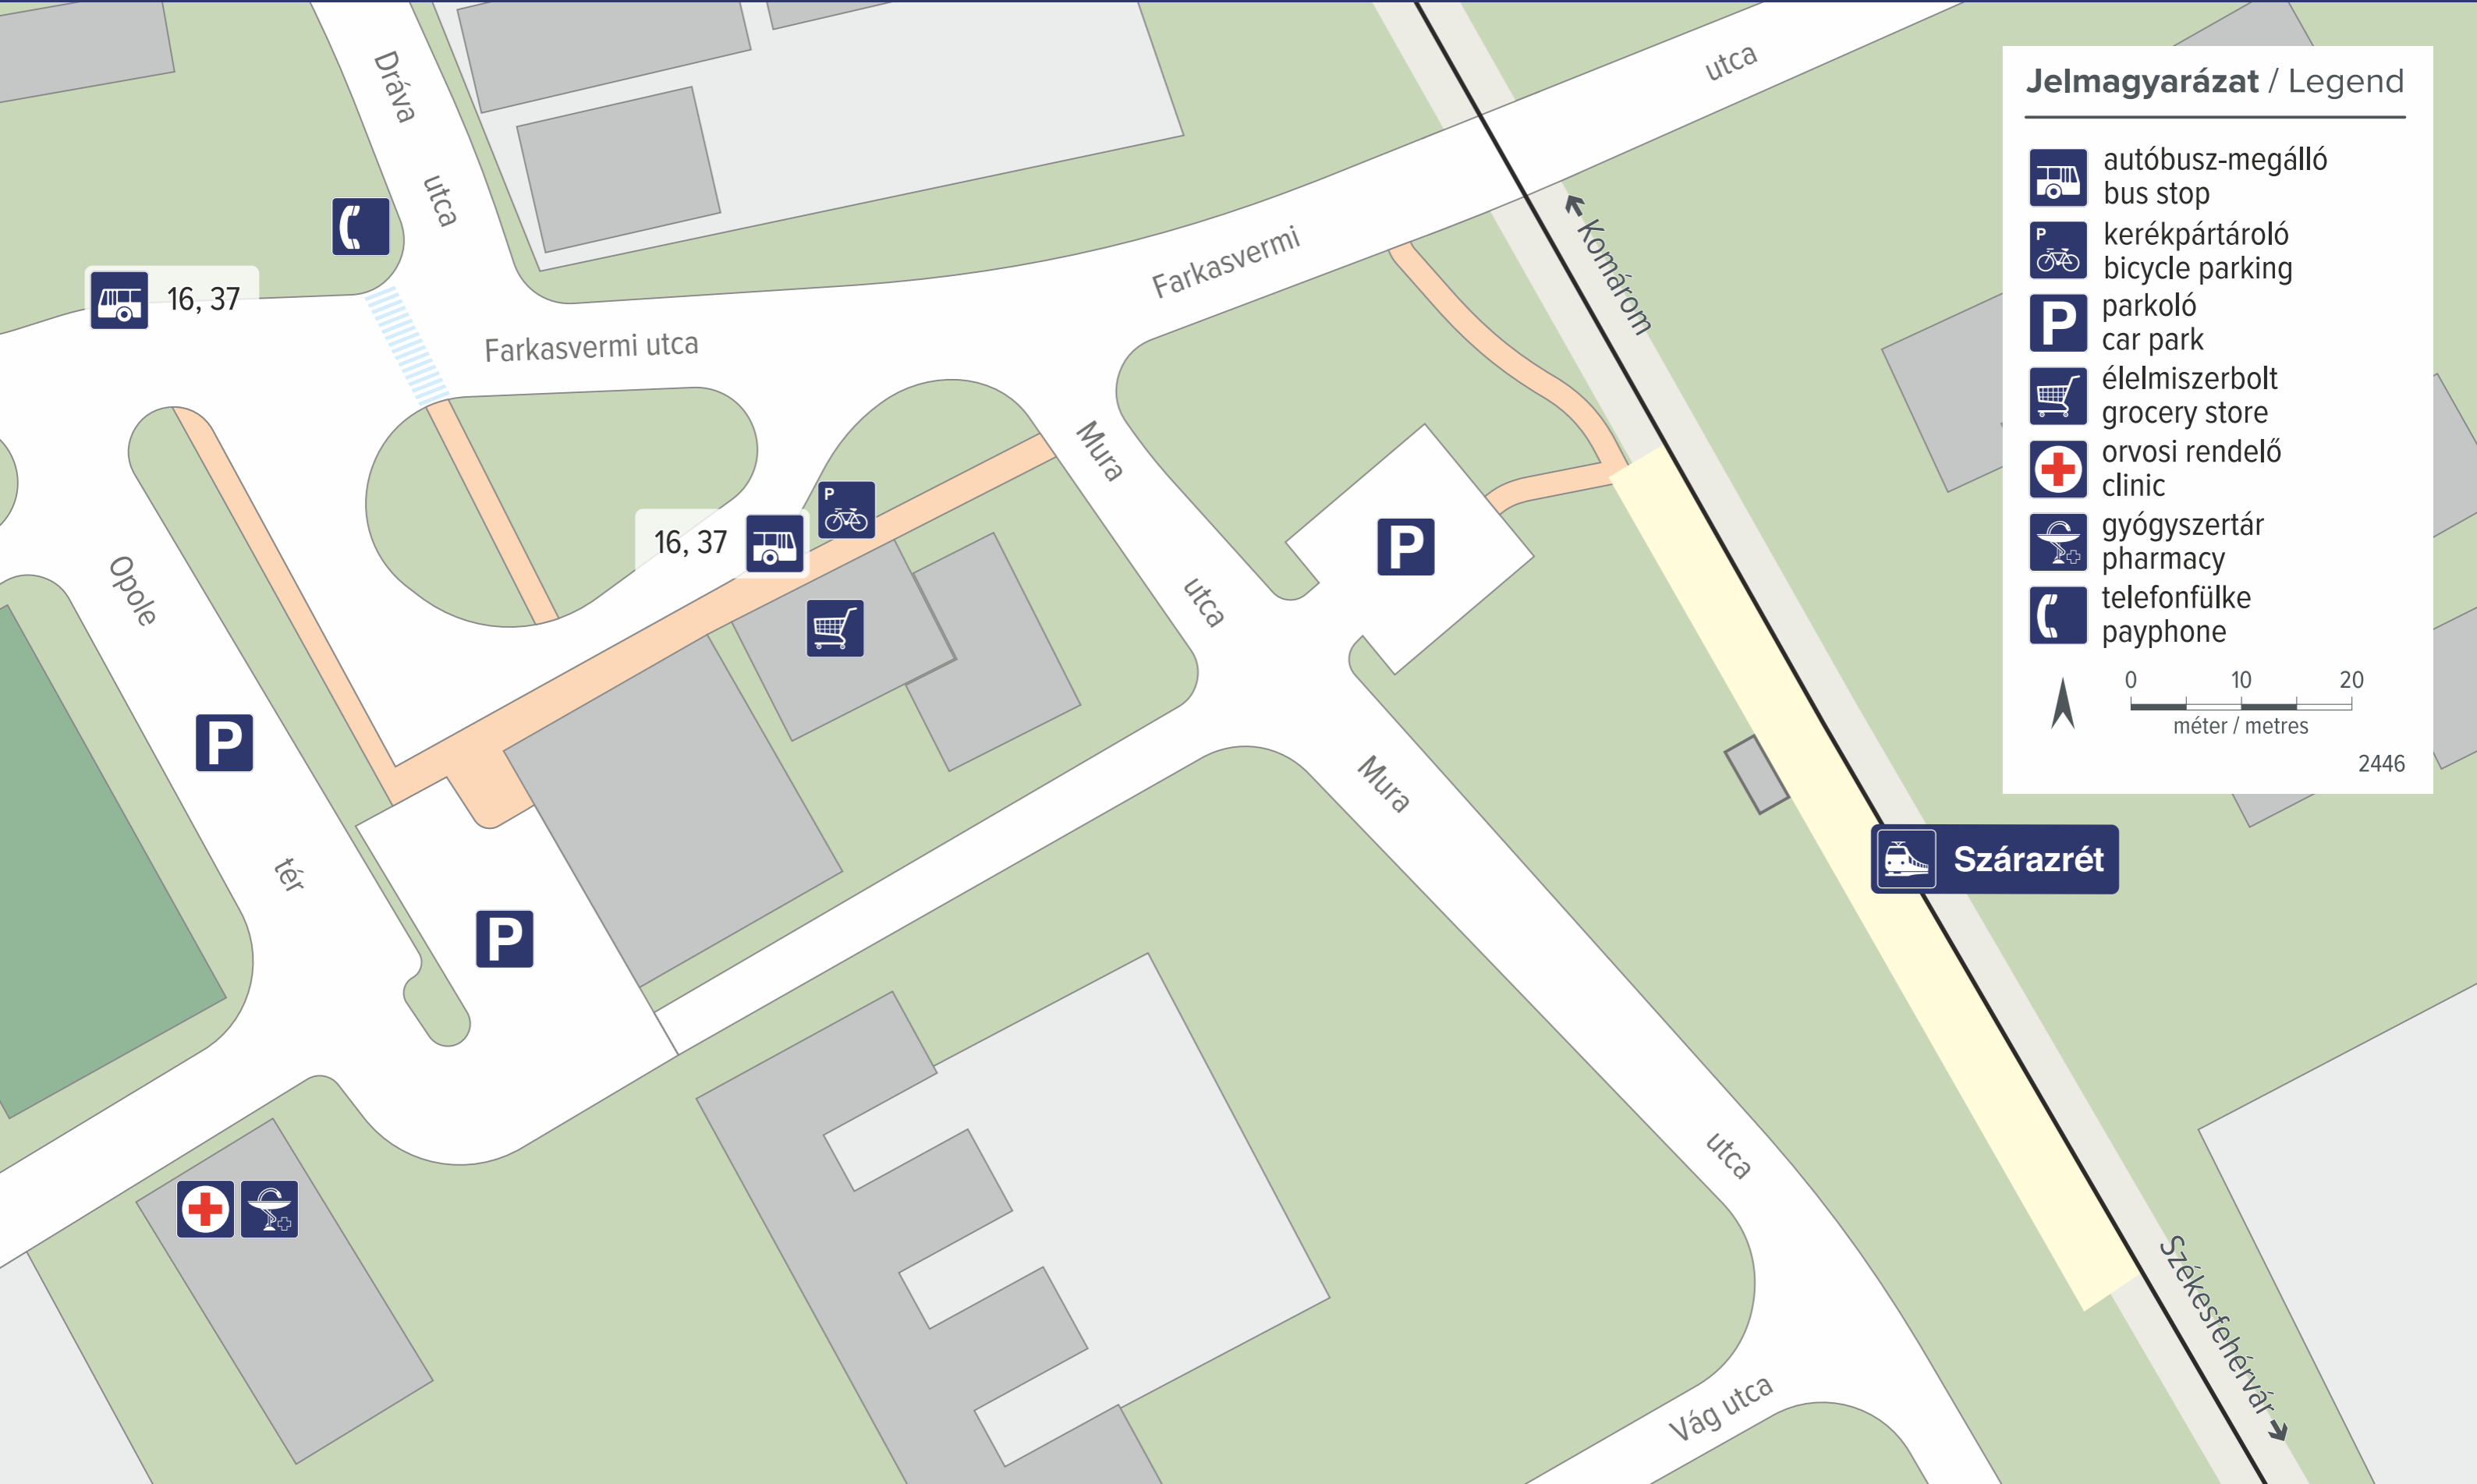 Dráva
utca
16, 37
Farkasvermi utca
Farkasvermi
utca
Komárom
Mura
utca
P
16, 37
P
Opole
tér
P
P
Mura
utca
Szárazrét
Székesfehérvár
Vág utca
Jelmagyarázat / Legend
autóbusz-megálló
bus stop
P
kerékpártároló
bicycle parking
P
parkoló
car park
élelmiszerbolt
grocery store
orvosi rendelő
clinic
gyógyszertár
pharmacy
telefonfülke
payphone
0 10 20
méter / metres
2446